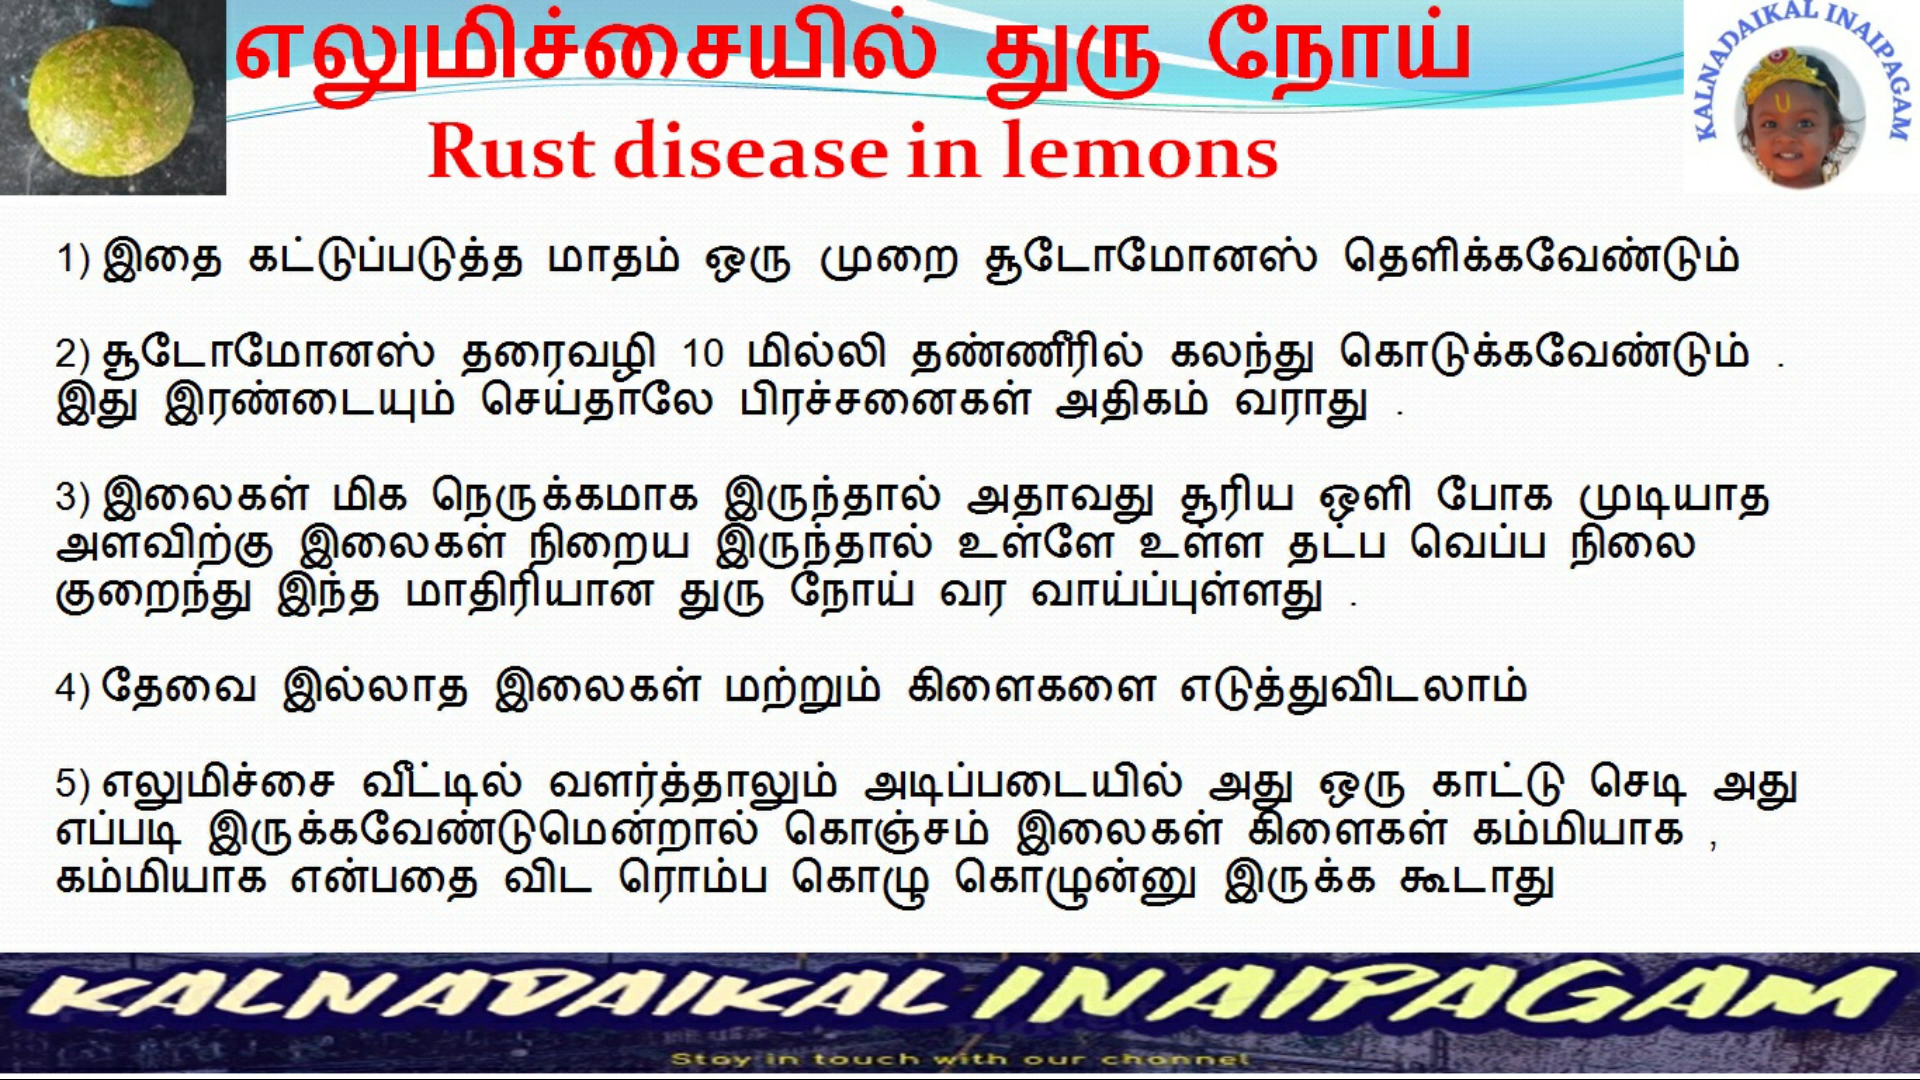 எலுமிச்சையில் துரு நோய்
KALNADAIKAL INAIPAGAM
Rust disease in lemons
1) இதை கட்டுப்படுத்த மாதம் ஒரு முறை சூடோமோனஸ் தெளிக்கவேண்டும்
2) சூடோமோனஸ் தரைவழி 10 மில்லி தண்ணீரில் கலந்து கொடுக்கவேண்டும் .
இது இரண்டையும் செய்தாலே பிரச்சனைகள் அதிகம் வராது .
3) இலைகள் மிக நெருக்கமாக இருந்தால் அதாவது சூரிய ஒளி போக முடியாத
அளவிற்கு இலைகள் நிறைய இருந்தால் உள்ளே உள்ள தட்ப வெப்ப நிலை
குறைந்து இந்த மாதிரியான துரு நோய் வர வாய்ப்புள்ளது .
4) தேவை இல்லாத இலைகள் மற்றும் கிளைகளை எடுத்துவிடலாம்
5) எலுமிச்சை வீட்டில் வளர்த்தாலும் அடிப்படையில் அது ஒரு காட்டு செடி அது
எப்படி இருக்கவேண்டுமென்றால் கொஞ்சம் இலைகள் கிளைகள் கம்மியாக ,
கம்மியாக என்பதை விட ரொம்ப கொழு கொழுன்னு இருக்க கூடாது
KALNADAIKAL INAIPAGAM
Stay in touch with our channel